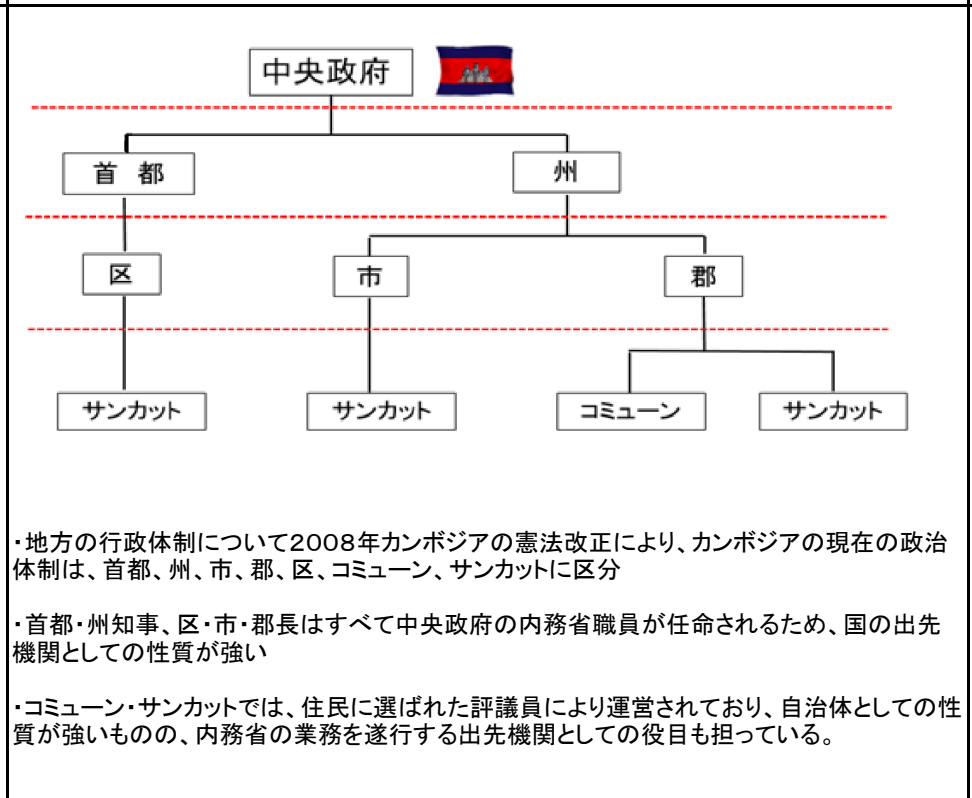 中央政府
首 都
州
区
市
郡
サンカット
サンカット
コミューン
サンカット
・地方の行政体制について2008年カンボジアの憲法改正により、カンボジアの現在の政治
体制は、首都、州、市、郡、区、コミューン、サンカットに区分
・首都・州知事、区・市・郡長はすべて中央政府の内務省職員が任命されるため、国の出先
機関としての性質が強い
・コミューン・サンカットでは、住民に選ばれた評議員により運営されており、自治体としての性
質が強いものの、内務省の業務を遂行する出先機関としての役目も担っている。